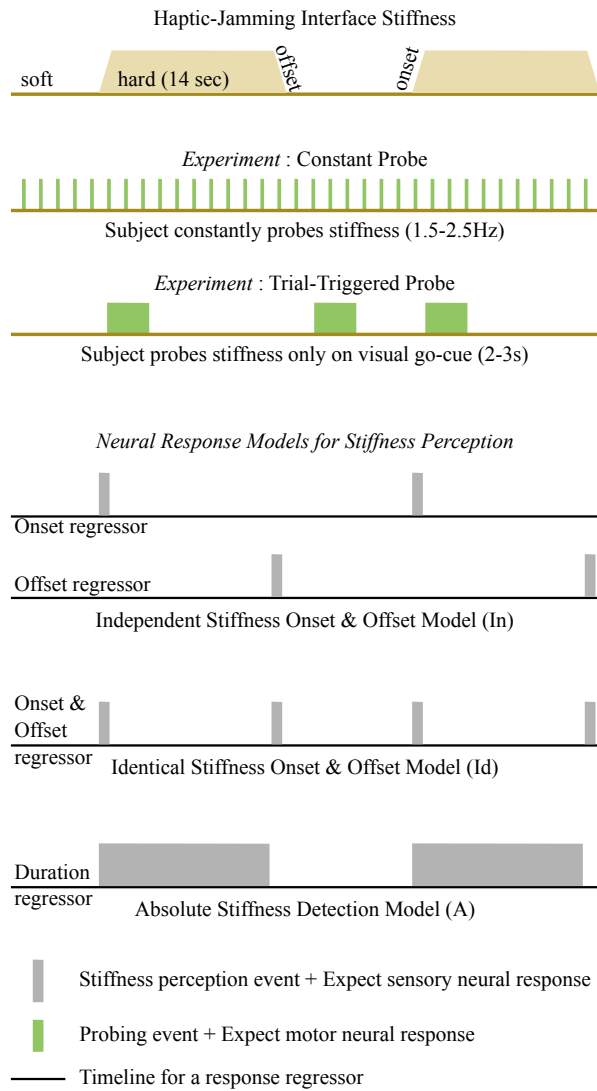 Haptic-Jamming Interface Stiffness
soft
hard (14 sec)
offset
onset
Experiment : Constant Probe
Subject constantly probes stiffness (1.5-2.5Hz)
Experiment : Trial-Triggered Probe
Subject probes stiffness only on visual go-cue (2-3s)
Neural Response Models for Stiffness Perception
Onset regressor
Offset regressor
Independent Stiffness Onset & Offset Model (In)
Onset &
Offset
regressor
Identical Stiffness Onset & Offset Model (Id)
Duration
regressor
Absolute Stiffness Detection Model (A)
Stiffness perception event + Expect sensory neural response
Probing event + Expect motor neural response
Timeline for a response regressor